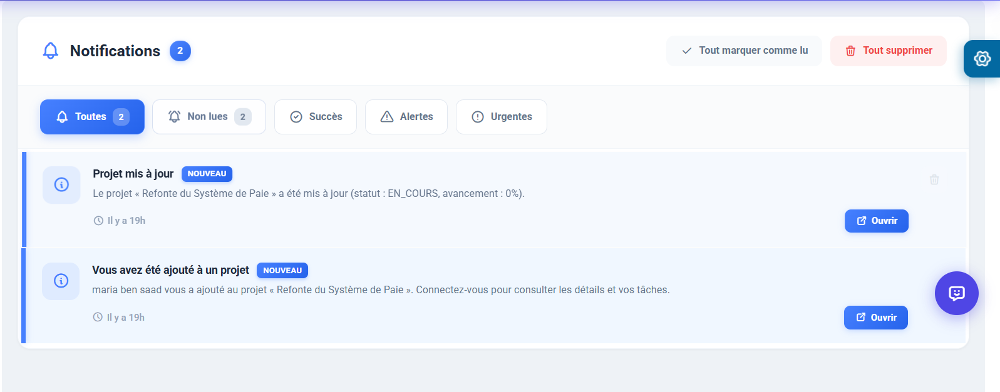 Notifications 2
Tout marquer comme lu
Tout supprimer
Toutes 2
Non lues 2
Succès
Alertes
Urgentes
Projet mis à jour NOUVEAU
Le projet « Refonte du Système de Paie » a été mis à jour (statut : EN_COURS, avancement : 0%).
Il y a 19h
Ouvrir
Vous avez été ajouté à un projet NOUVEAU
maria ben saad vous a ajouté au projet « Refonte du Système de Paie ». Connectez-vous pour consulter les détails et vos tâches.
Il y a 19h
Ouvrir